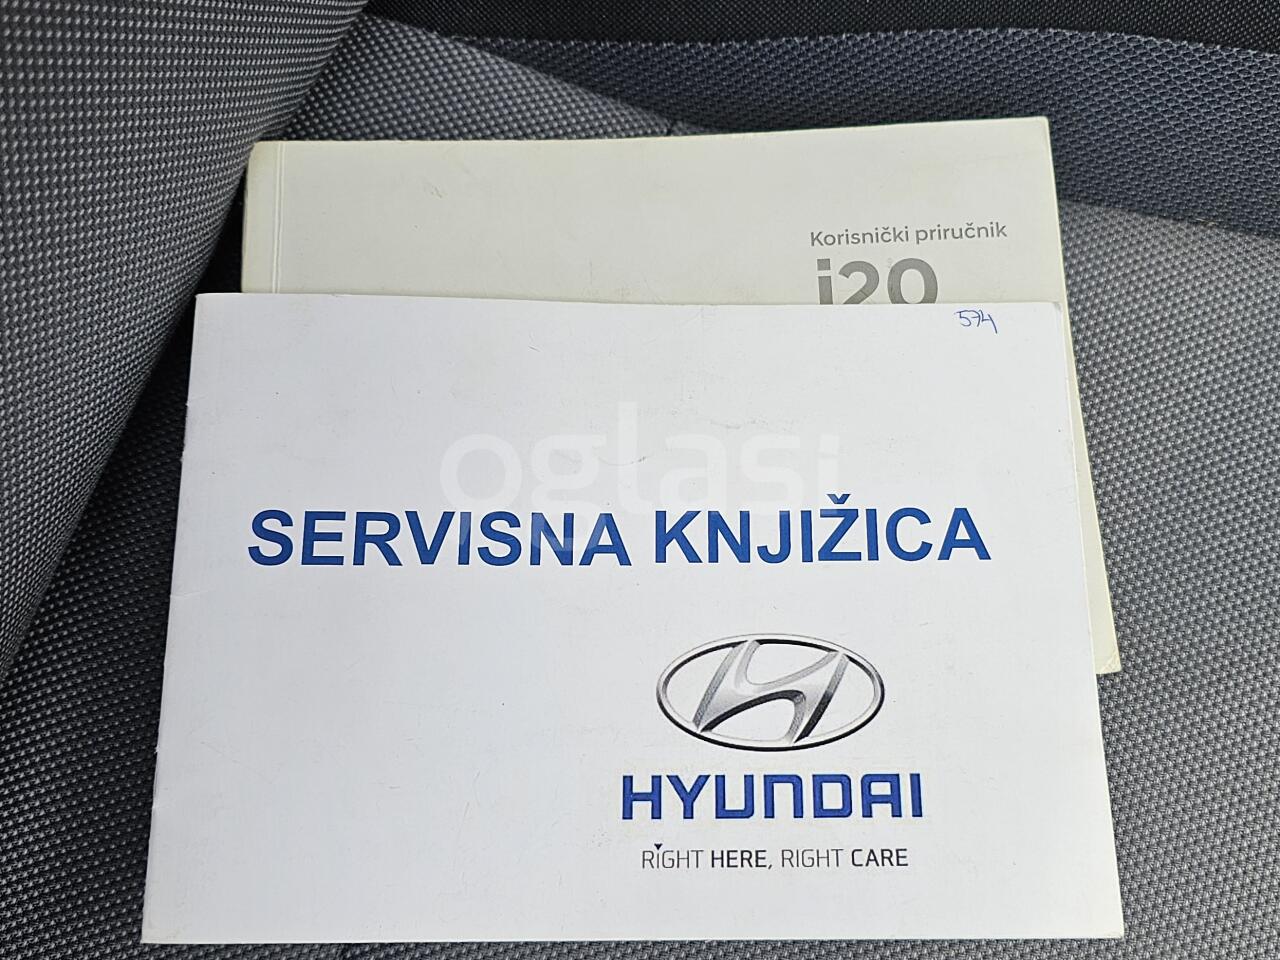 Korisnički priručnik
i20
574
oglasi
SERVISNA KNJIŽICA
HYUNDAI
RIGHT HERE, RIGHT CARE